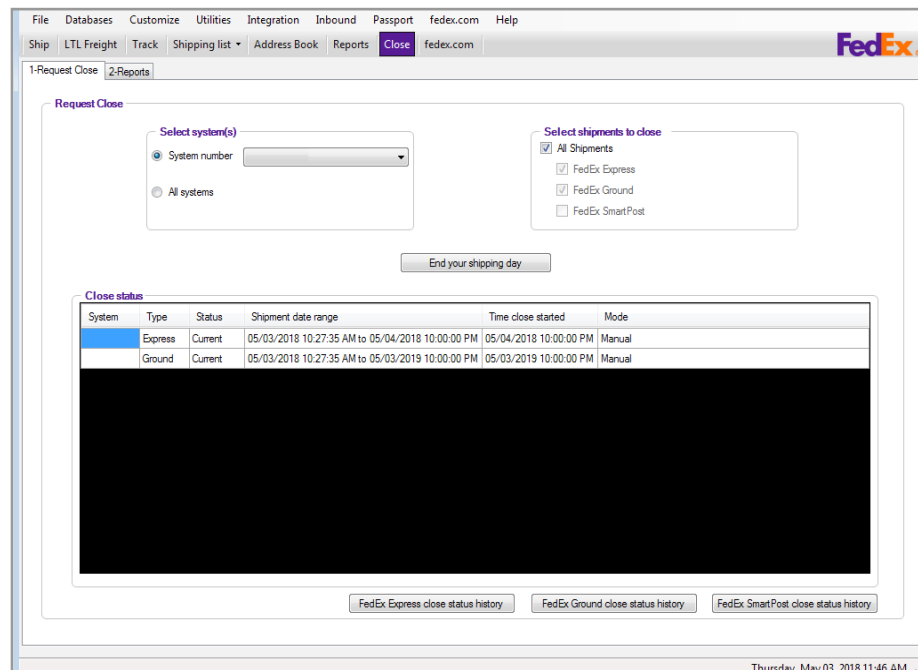 File Databases Customize Utilities Integration Inbound Passport fedex.com Help
Ship LTL Freight Track Shipping list Address Book Reports Close fedex.com
FedEx
1-Request Close 2-Reports
Request Close
Select system(s)
System number
All systems
Select shipments to close
All Shipments
FedEx Express
FedEx Ground
FedEx SmartPost
End your shipping day
Close status
System Type Status Shipment date range Time close started Mode
Express Current 05/03/2018 10:27:35 AM to 05/04/2018 10:00:00 PM 05/04/2018 10:00:00 PM Manual
Ground Current 05/03/2018 10:27:35 AM to 05/03/2019 10:00:00 PM 05/03/2019 10:00:00 PM Manual
FedEx Express close status history FedEx Ground close status history FedEx SmartPost close status history
Thursday, May 03, 2018 11:46 AM